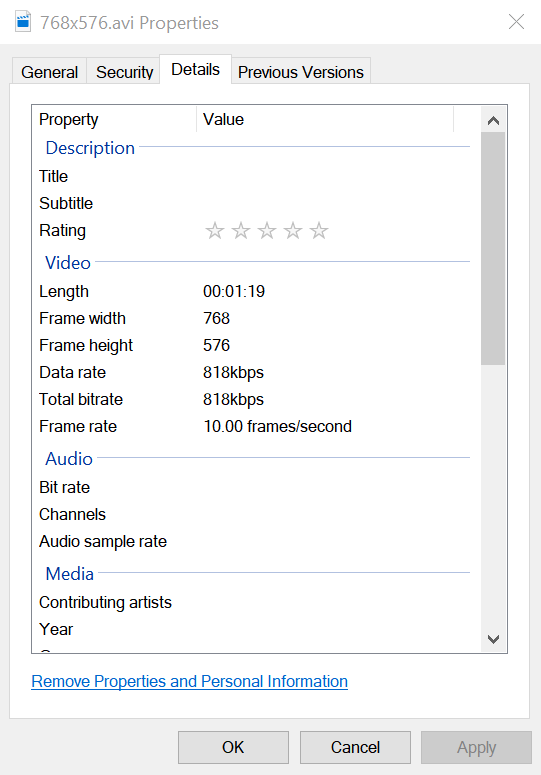 768x576.avi Properties
General Security Details Previous Versions
Property Value
Description
Title
Subtitle
Rating
Video
Length 00:01:19
Frame width 768
Frame height 576
Data rate 818kbps
Total bitrate 818kbps
Frame rate 10.00 frames/second
Audio
Bit rate
Channels
Audio sample rate
Media
Contributing artists
Year
Remove Properties and Personal Information
OK Cancel Apply